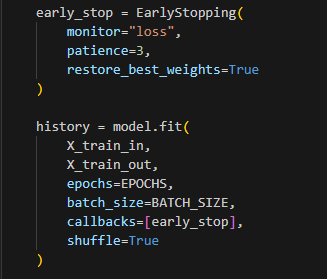 early_stop = EarlyStopping(
    monitor="loss",
    patience=3,
    restore_best_weights=True
)

history = model.fit(
    X_train_in,
    X_train_out,
    epochs=EPOCHS,
    batch_size=BATCH_SIZE,
    callbacks=[early_stop],
    shuffle=True
)